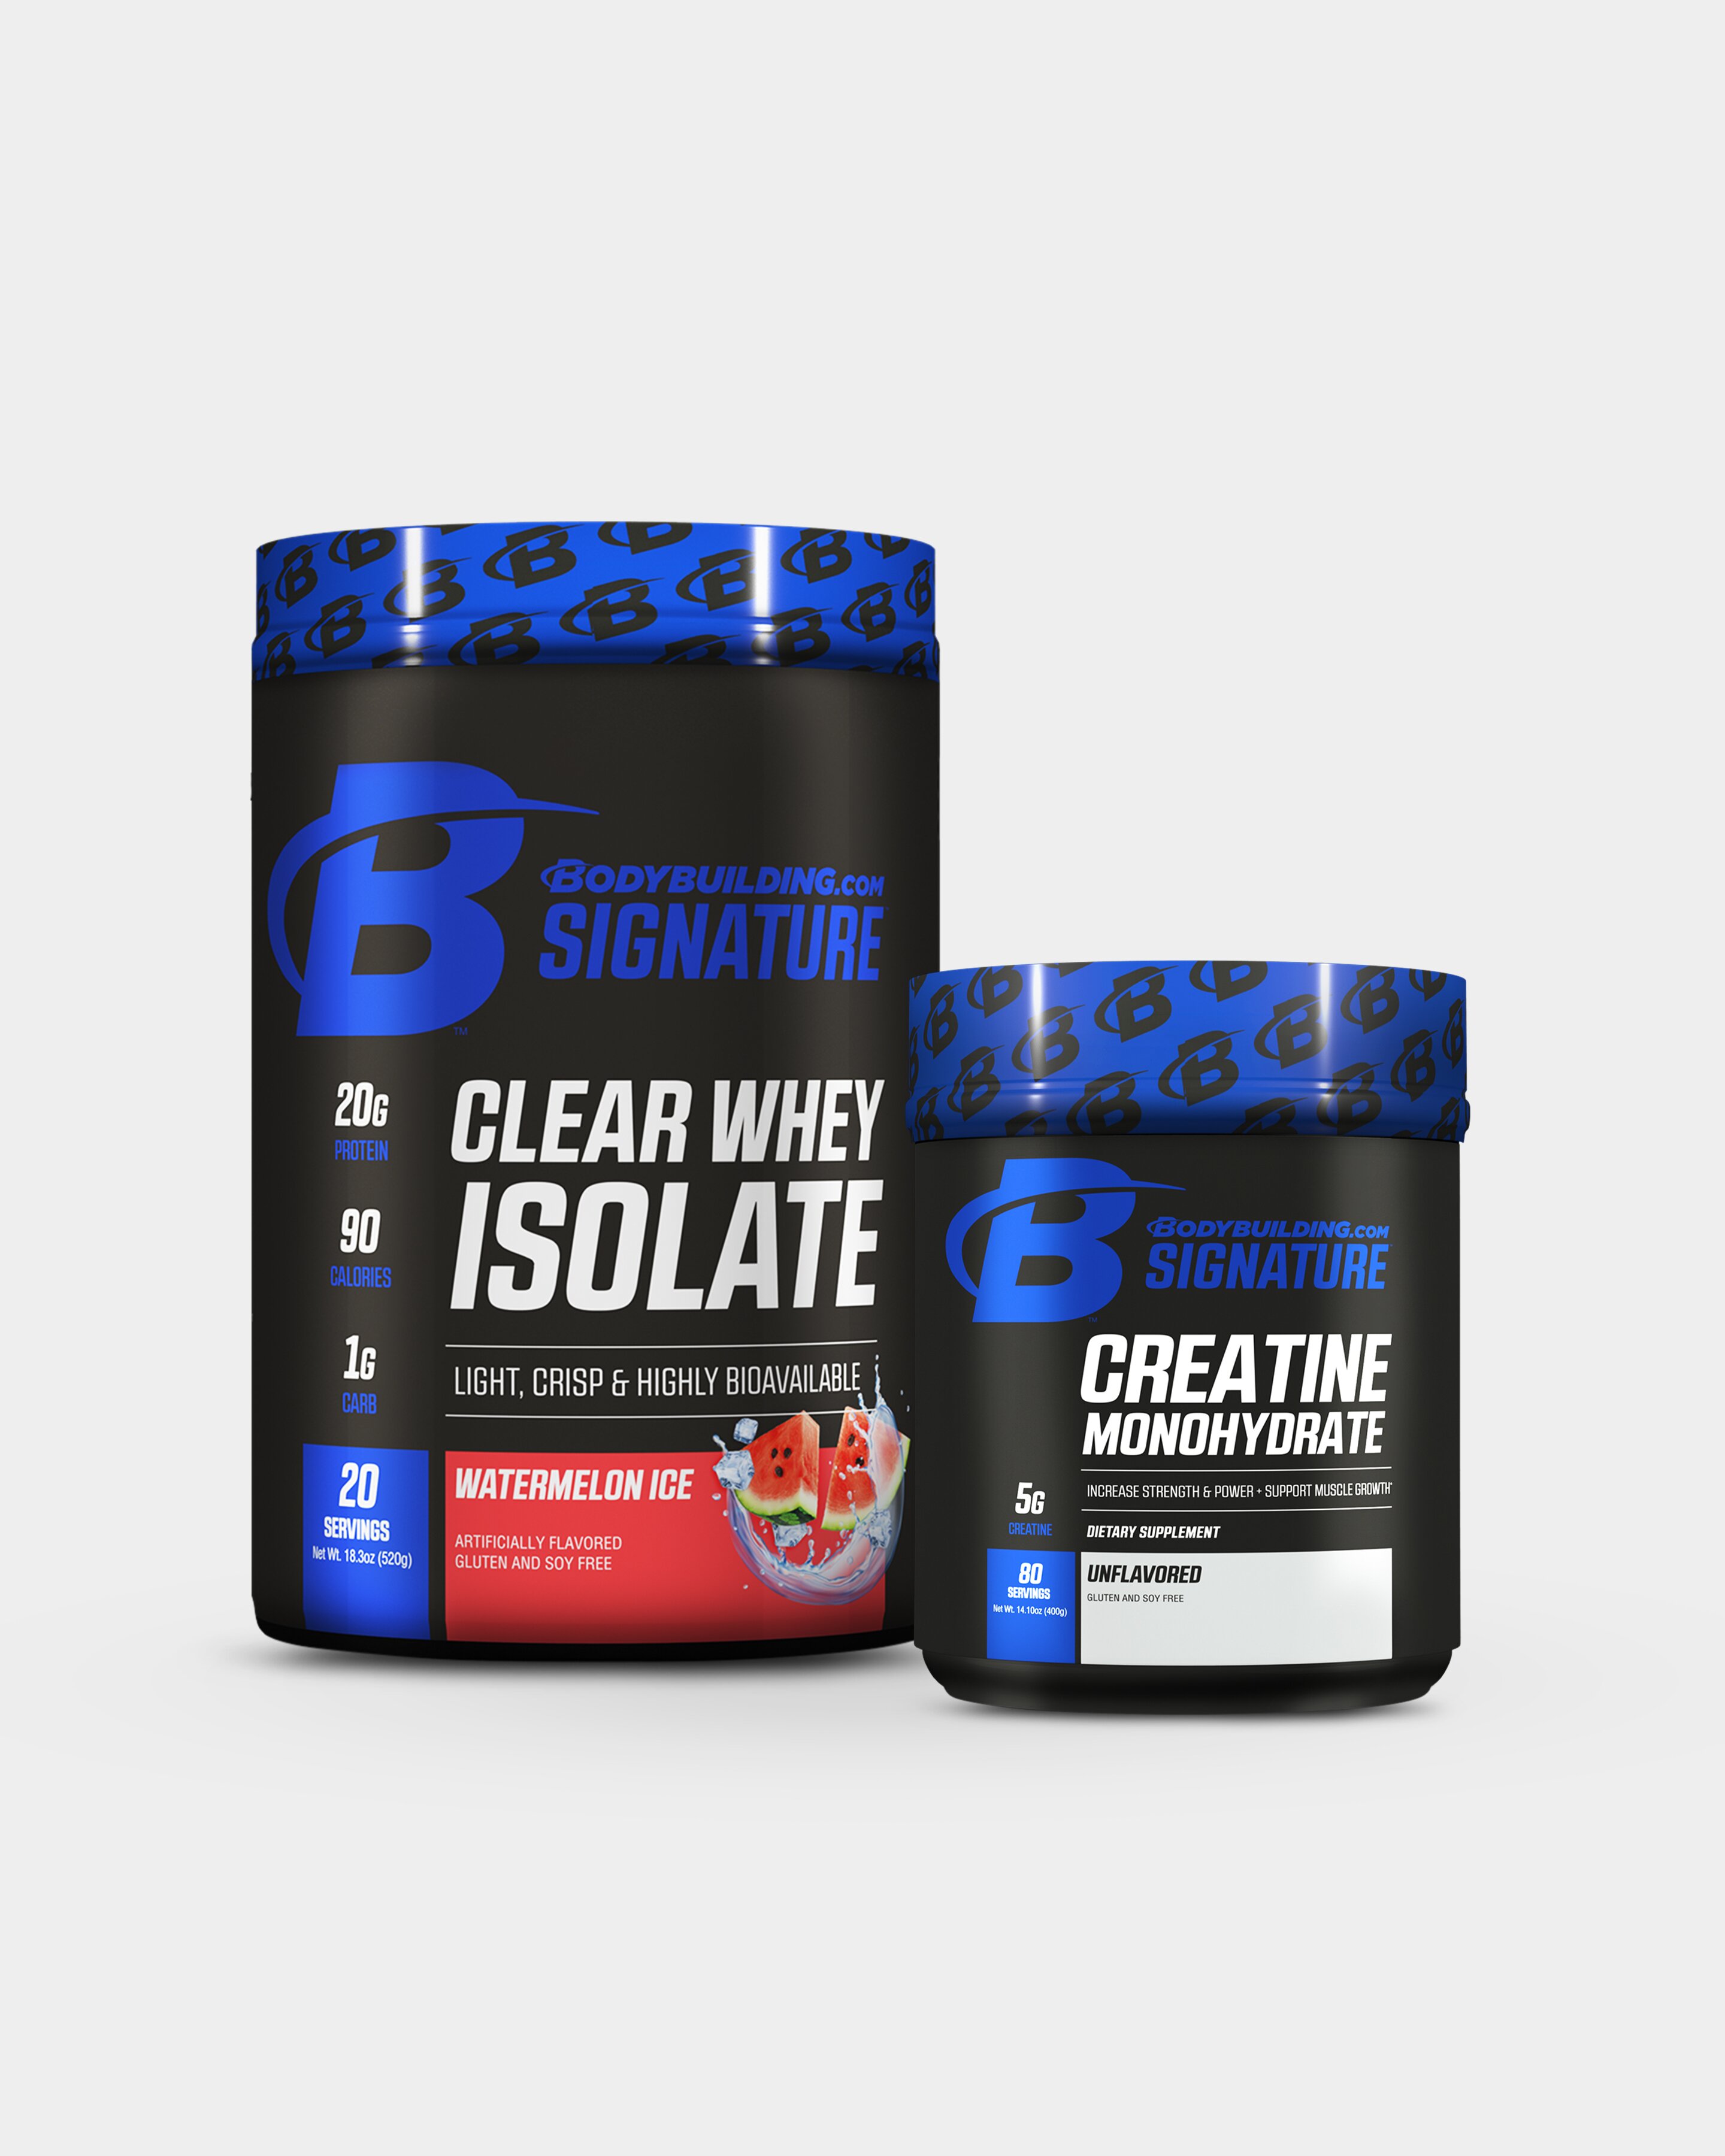 B
BODYBUILDING.COM
SIGNATURE
TM
20G
PROTEIN
90
CALORIES
1G
CARB
CLEAR WHEY
ISOLATE
LIGHT, CRISP & HIGHLY BIOAVAILABLE
20
SERVINGS
Net Wt. 18.3oz (520g)
WATERMELON ICE
ARTIFICIALLY FLAVORED
GLUTEN AND SOY FREE
B
BODYBUILDING.COM
SIGNATURE
TM
CREATINE
MONOHYDRATE
INCREASE STRENGTH & POWER + SUPPORT MUSCLE GROWTH*
5G
CREATINE
DIETARY SUPPLEMENT
80
SERVINGS
Net Wt. 14.10oz (400g)
UNFLAVORED
GLUTEN AND SOY FREE